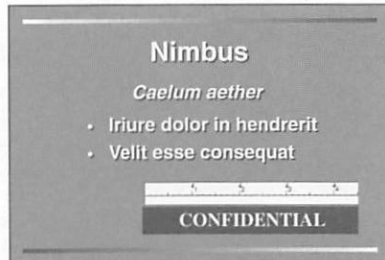 Nimbus
Caelum aether
• Iriure dolor in hendrerit
• Velit esse consequat
CONFIDENTIAL